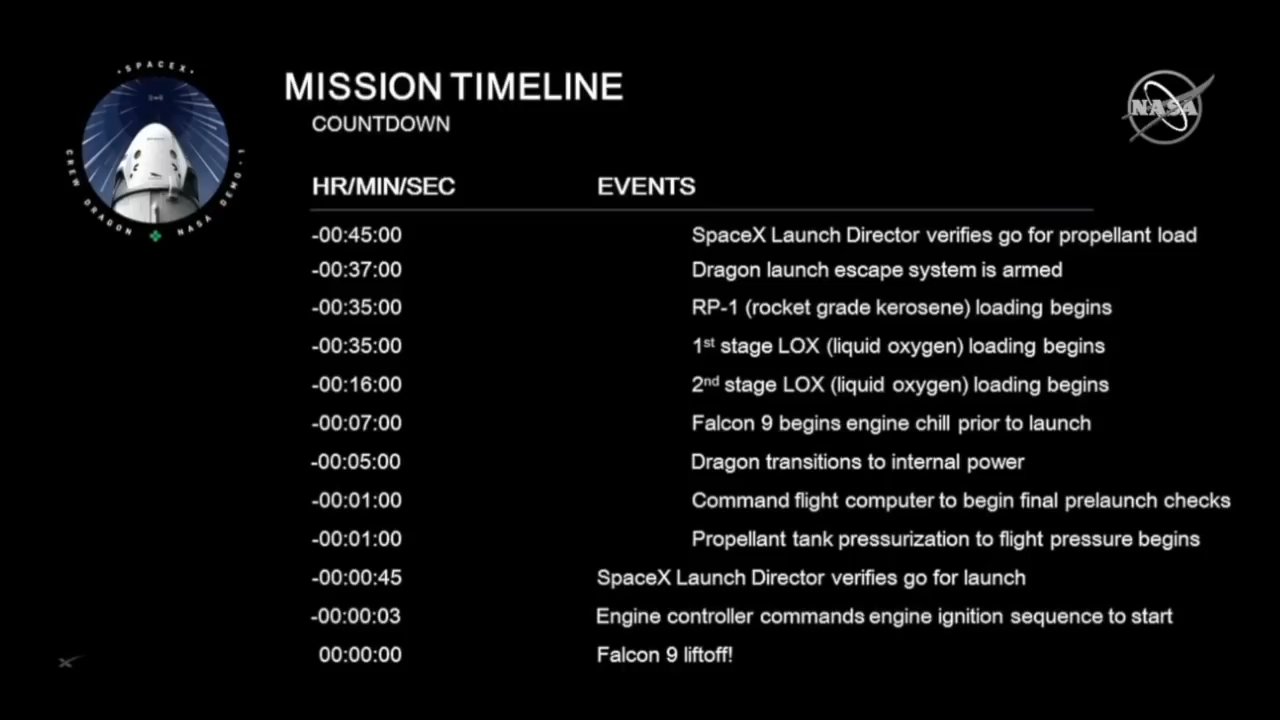 SPACEX
CREW DRAGON NASA DEMO-1
MISSION TIMELINE
COUNTDOWN
NASA
HR/MIN/SEC EVENTS
-00:45:00 SpaceX Launch Director verifies go for propellant load
-00:37:00 Dragon launch escape system is armed
-00:35:00 RP-1 (rocket grade kerosene) loading begins
-00:35:00 1st stage LOX (liquid oxygen) loading begins
-00:16:00 2nd stage LOX (liquid oxygen) loading begins
-00:07:00 Falcon 9 begins engine chill prior to launch
-00:05:00 Dragon transitions to internal power
-00:01:00 Command flight computer to begin final prelaunch checks
-00:01:00 Propellant tank pressurization to flight pressure begins
-00:00:45 SpaceX Launch Director verifies go for launch
-00:00:03 Engine controller commands engine ignition sequence to start
00:00:00 Falcon 9 liftoff!